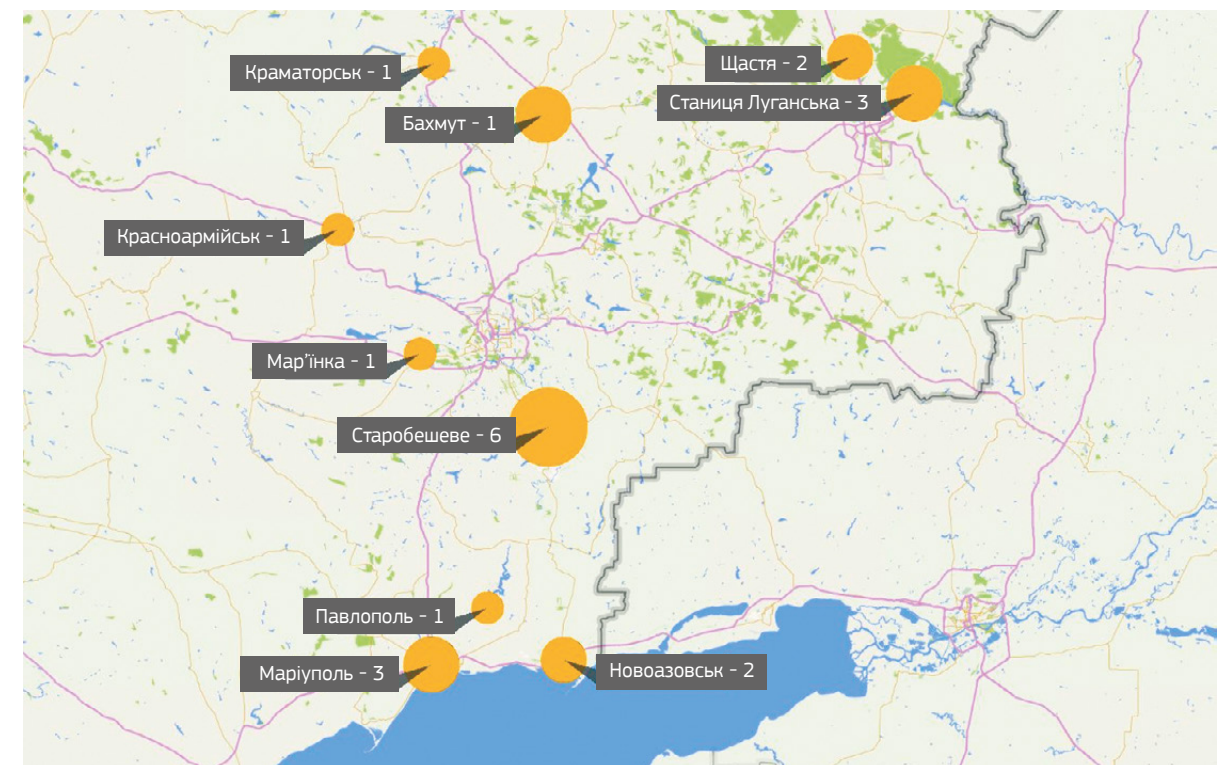 Краматорськ - 1
Щастя - 2
Станиця Луганська - 3
Бахмут - 1
Красноармійськ - 1
Мар'їнка - 1
Старобешеве - 6
Павлополь - 1
Маріуполь - 3
Новоазовськ - 2